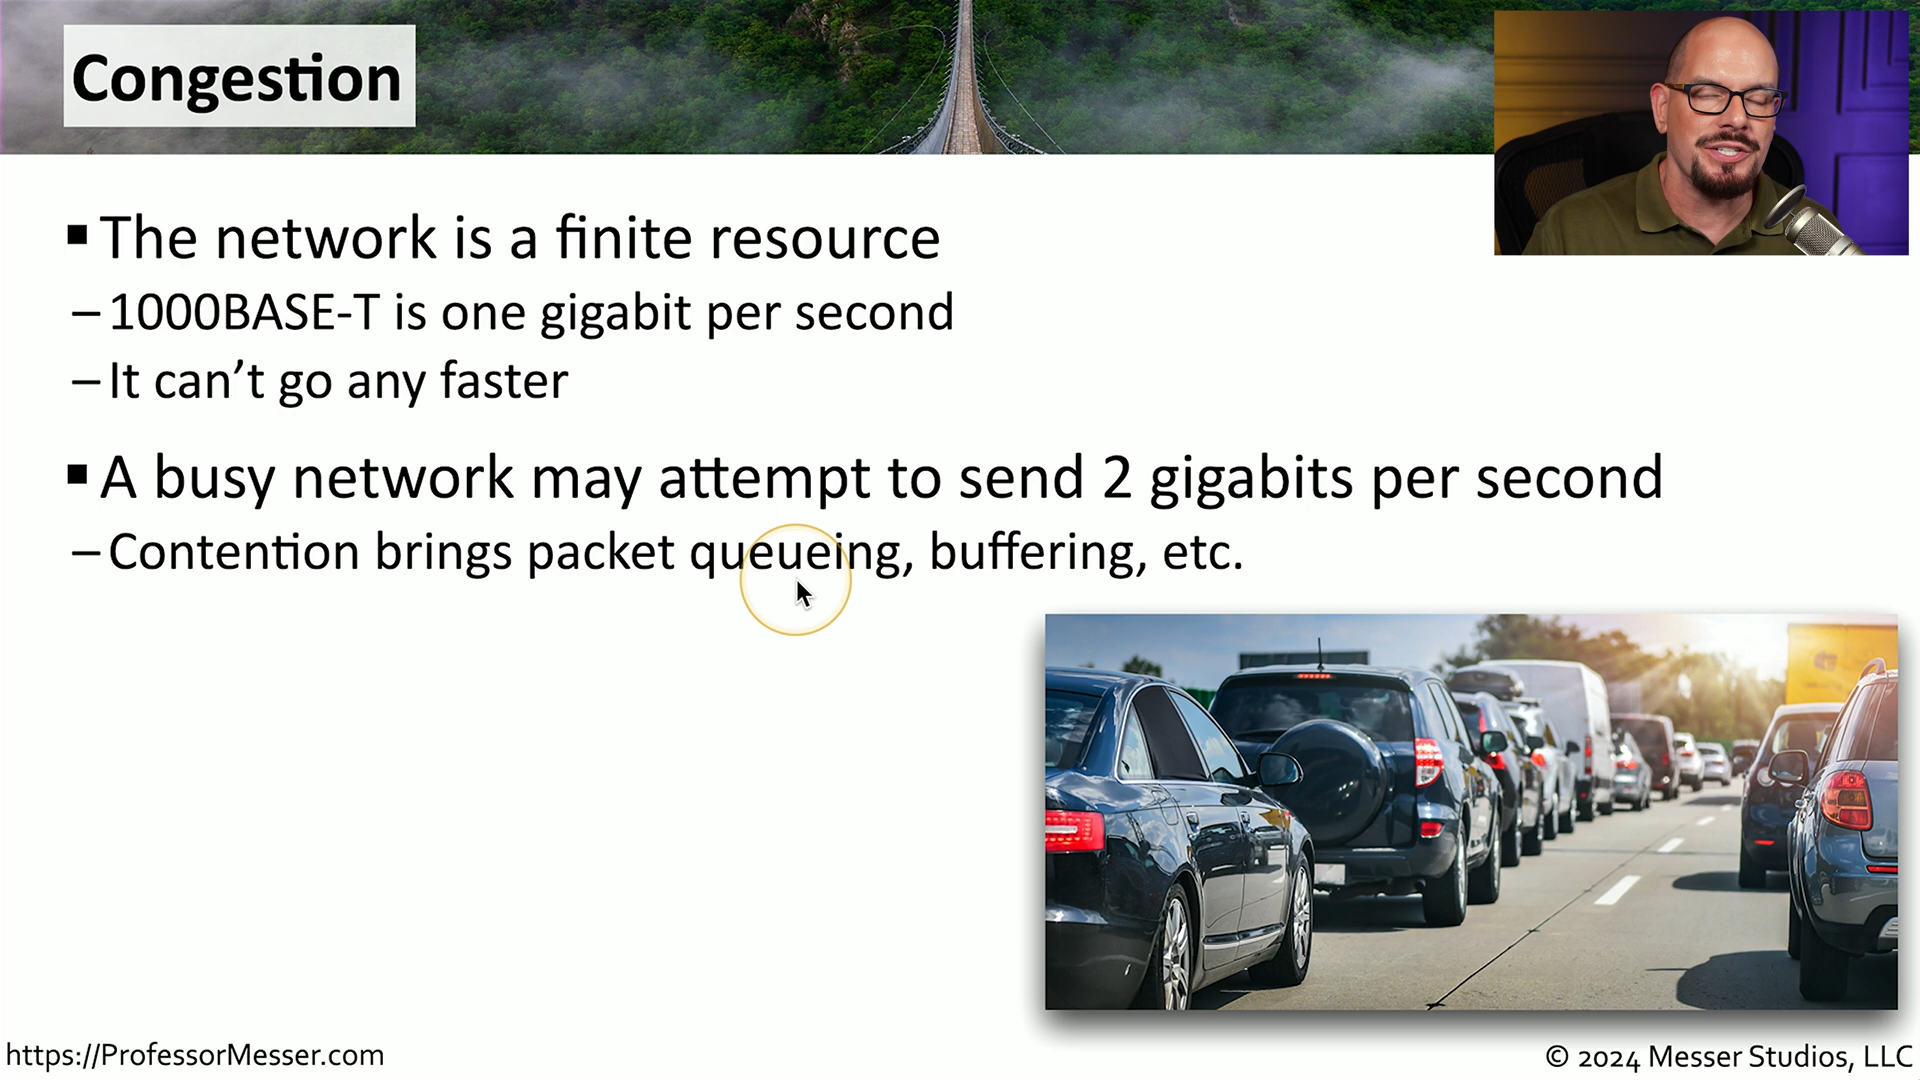 Congestion
▪ The network is a finite resource
– 1000BASE-T is one gigabit per second
– It can’t go any faster
▪ A busy network may attempt to send 2 gigabits per second
– Contention brings packet queueing, buffering, etc.
https://ProfessorMesser.com
© 2024 Messer Studios, LLC